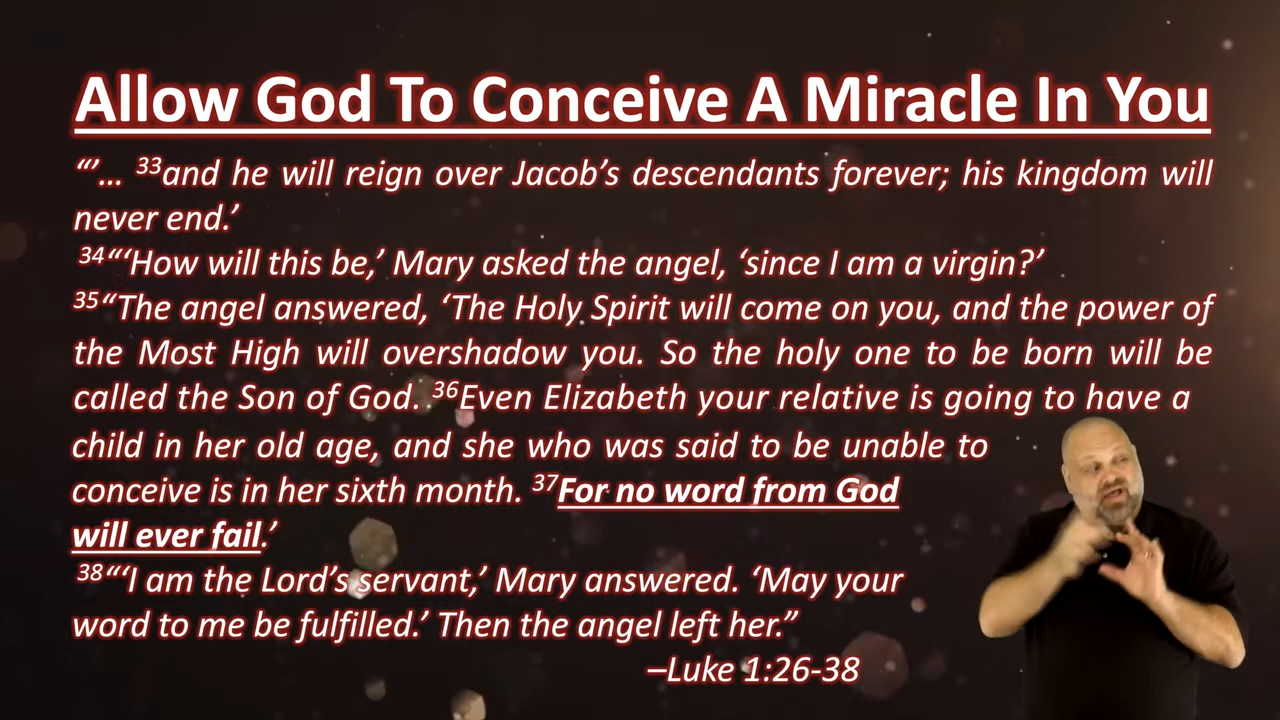 Allow God To Conceive A Miracle In You
“‘... ³³and he will reign over Jacob’s descendants forever; his kingdom will
never end.’
³⁴“‘How will this be,’ Mary asked the angel, ‘since I am a virgin?’
³⁵“The angel answered, ‘The Holy Spirit will come on you, and the power of
the Most High will overshadow you. So the holy one to be born will be
called the Son of God. ³⁶Even Elizabeth your relative is going to have a
child in her old age, and she who was said to be unable to
conceive is in her sixth month. ³⁷For no word from God
will ever fail.’
³⁸“‘I am the Lord’s servant,’ Mary answered. ‘May your
word to me be fulfilled.’ Then the angel left her.”
–Luke 1:26-38